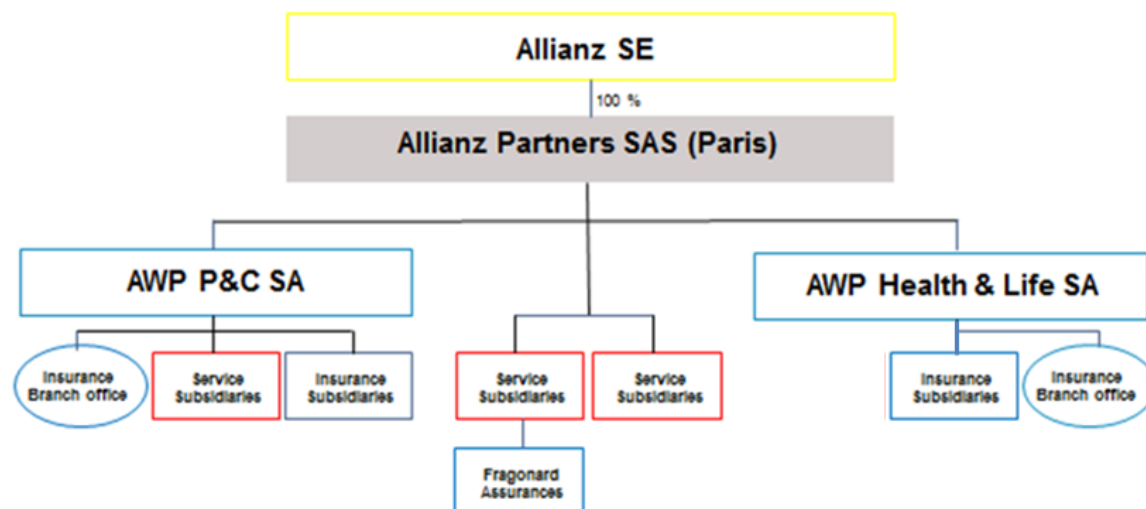 Allianz SE
100 %
Allianz Partners SAS (Paris)
AWP P&C SA
AWP Health & Life SA
Insurance
Branch office
Service
Subsidiaries
Insurance
Subsidiaries
Service
Subsidiaries
Service
Subsidiaries
Insurance
Subsidiaries
Insurance
Branch office
Fragonard
Assurances